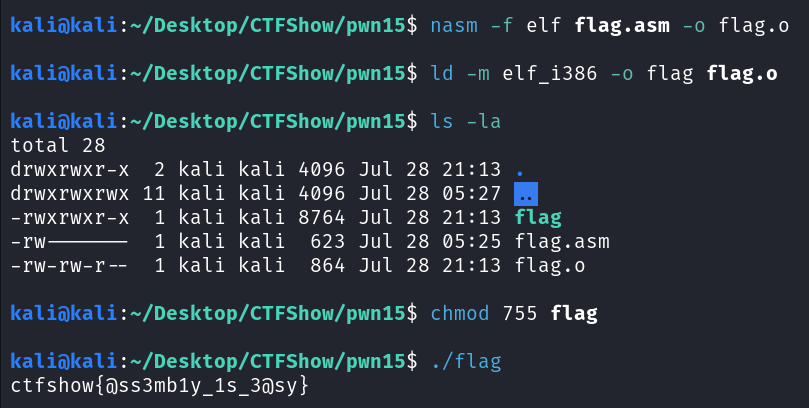 kali@kali:~/Desktop/CTFShow/pwn15$ nasm -f elf flag.asm -o flag.o
kali@kali:~/Desktop/CTFShow/pwn15$ ld -m elf_i386 -o flag flag.o
kali@kali:~/Desktop/CTFShow/pwn15$ ls -la
total 28
drwxrwxr-x  2 kali kali 4096 Jul 28 21:13 .
drwxrwxrwx 11 kali kali 4096 Jul 28 05:27 ..
-rwxrwxr-x  1 kali kali 8764 Jul 28 21:13 flag
-rw-------  1 kali kali  623 Jul 28 05:25 flag.asm
-rw-rw-r--  1 kali kali  864 Jul 28 21:13 flag.o
kali@kali:~/Desktop/CTFShow/pwn15$ chmod 755 flag
kali@kali:~/Desktop/CTFShow/pwn15$ ./flag
ctfshow{@ss3mb1y_1s_3@sy}